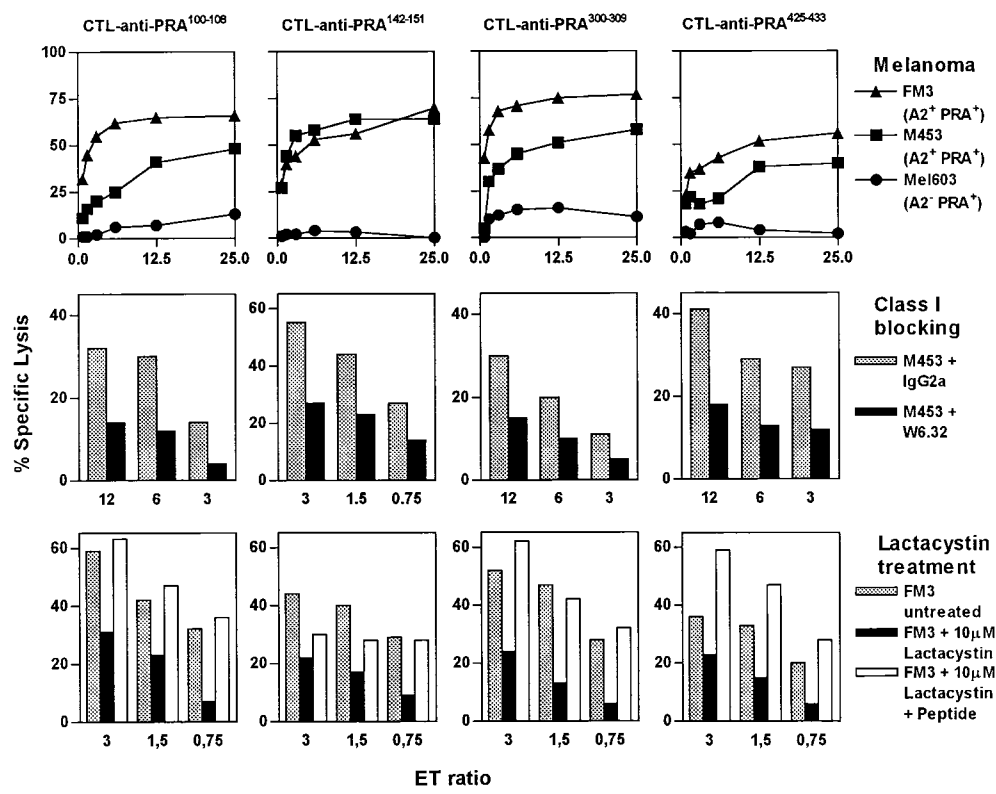 CTL-anti-PRA100-108 CTL-anti-PRA142-151 CTL-anti-PRA300-309 CTL-anti-PRA425-433
100
75
50
25
0
0.0 12.5 25.0 0.0 12.5 25.0 0.0 12.5 25.0 0.0 12.5 25.0
Melanoma
FM3
(A2+ PRA+)
M453
(A2+ PRA+)
Mel603
(A2- PRA+)
% Specific Lysis
40
20
0
12 6 3
60
40
20
0
3 1.5 0.75
40
20
0
12 6 3
40
20
0
12 6 3
Class I
blocking
M453 +
IgG2a
M453 +
W6.32
60
40
20
0
3 1,5 0,75
3 1,5 0,75
60
40
20
0
3 1,5 0,75
60
40
20
0
3 1,5 0,75
Lactacystin
treatment
FM3
untreated
FM3 + 10µM
Lactacystin
FM3 + 10µM
Lactacystin
+ Peptide
ET ratio